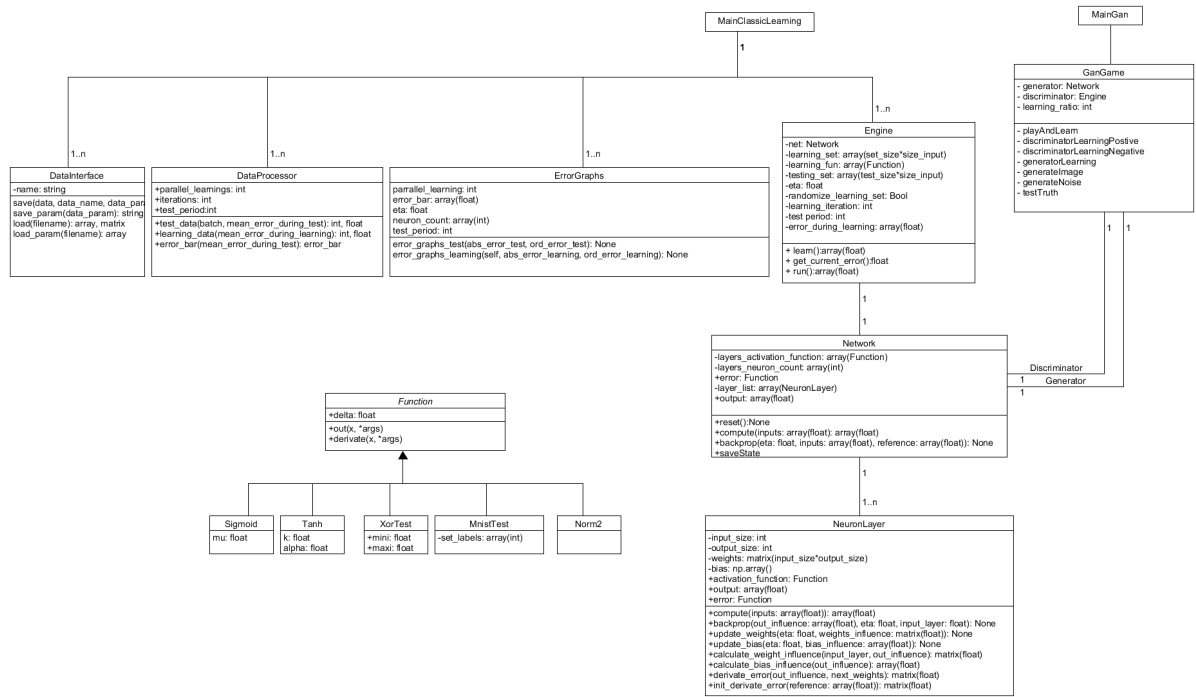 MainClassicLearning
1
MainGan
GanGame
- generator: Network
- discriminator: Engine
- learning_ratio: int
- playAndLearn
- discriminatorLearningPostive
- discriminatorLearningNegative
- generatorLearning
- generateImage
- generateNoise
- testTruth
1
1
1..n
DataInterface
-name: string
save(data, data_name, data_par
save_param(data_param): string
load(filename): array, matrix
load_param(filename): array
1..n
DataProcessor
+parallel_learnings: int
+iterations: int
+test_period:int
+test_data(batch, mean_error_during_test): int, float
+learning_data(mean_error_during_learning): int, float
+error_bar(mean_error_during_test): error_bar
1..n
ErrorGraphs
parrallel_learning: int
error_bar: array(float)
eta: float
neuron_count: array(int)
test_period: int
error_graphs_test(abs_error_test, ord_error_test): None
error_graphs_learning(self, abs_error_learning, ord_error_learning): None
1..n
Engine
-net: Network
-learning_set: array(set_size*size_input)
-learning_fun: array(Function)
-testing_set: array(test_size*size_input)
-eta: float
-randomize_learning_set: Bool
-learning_iteration: int
-test period: int
-error_during_learning: array(float)
+ learn():array(float)
+ get_current_error():float
+ run():array(float)
1
1
Network
-layers_activation_function: array(Function)
-layers_neuron_count: array(int)
+error: Function
-layer_list: array(NeuronLayer)
+output: array(float)
+reset():None
+compute(inputs: array(float): array(float)
+backprop(eta: float, inputs: array(float), reference: array(float)): None
+saveState
Discriminator
1
Generator
1
1
1..n
Function
+delta: float
+out(x, *args)
+derivate(x, *args)
Sigmoid
mu: float
Tanh
k: float
alpha: float
XorTest
+mini: float
+maxi: float
MnistTest
-set_labels: array(int)
Norm2
NeuronLayer
-input_size: int
-output_size: int
-weights: matrix(input_size*output_size)
-bias: np.array()
+activation_function: Function
+output: array(float)
+error: Function
+compute(inputs: array(float)): array(float)
+backprop(out_influence: array(float), eta: float, input_layer: float): None
+update_weights(eta: float, weights_influence: matrix(float)): None
+update_bias(eta: float, bias_influence: array(float)): None
+calculate_weight_influence(input_layer, out_influence): matrix(float)
+calculate_bias_influence(out_influence): array(float)
+derivate_error(out_influence, next_weights): matrix(float)
+init_derivate_error(reference: array(float)): matrix(float)